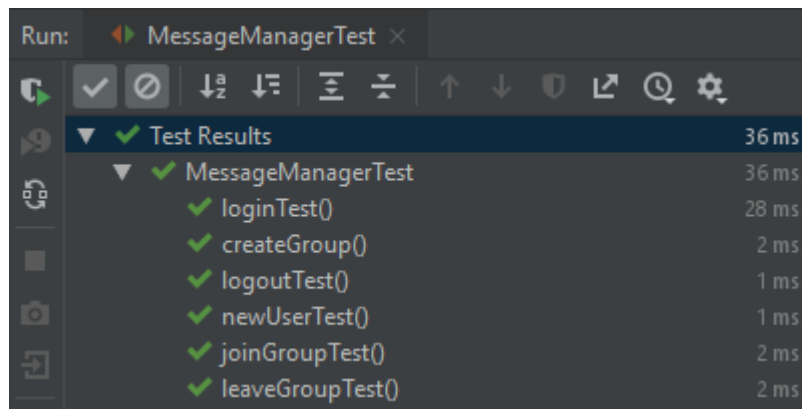 Run: MessageManagerTest
Test Results 36 ms
MessageManagerTest 36 ms
loginTest() 28 ms
createGroup() 2 ms
logoutTest() 1 ms
newUserTest() 1 ms
joinGroupTest() 2 ms
leaveGroupTest() 2 ms